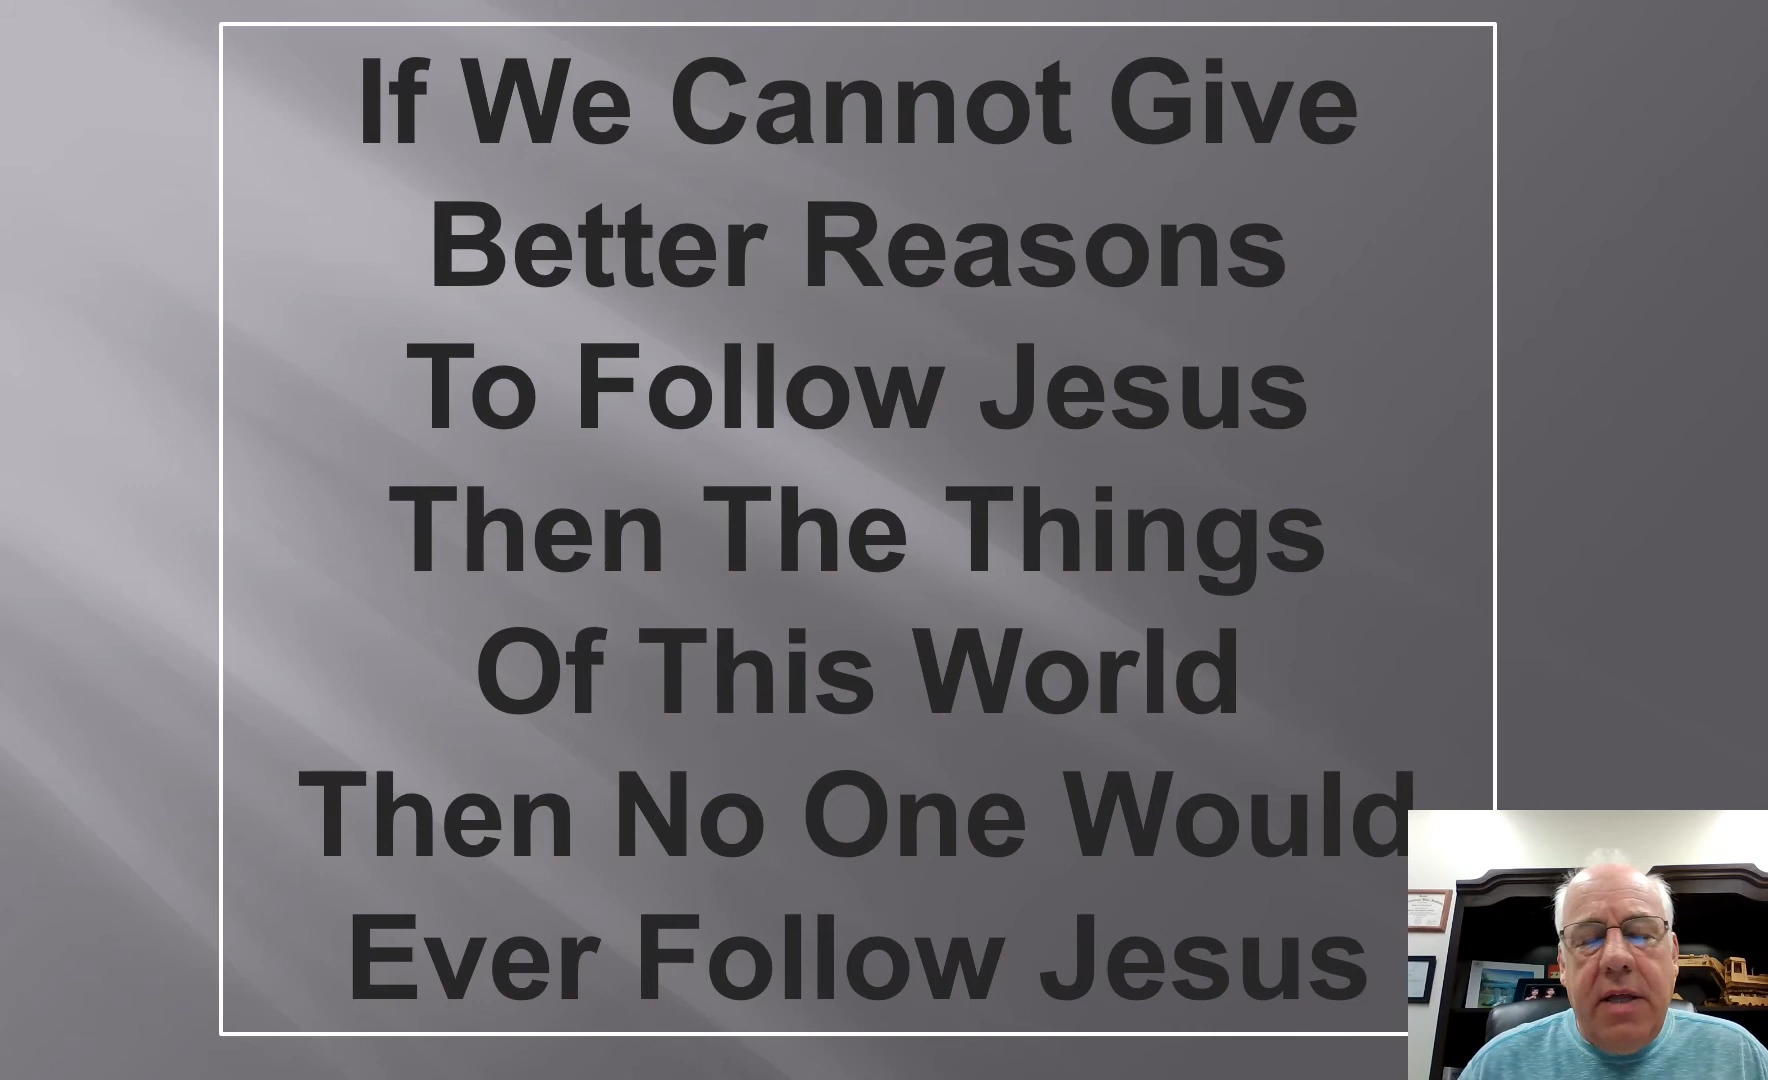 If We Cannot Give
Better Reasons
To Follow Jesus
Then The Things
Of This World
Then No One Would
Ever Follow Jesus